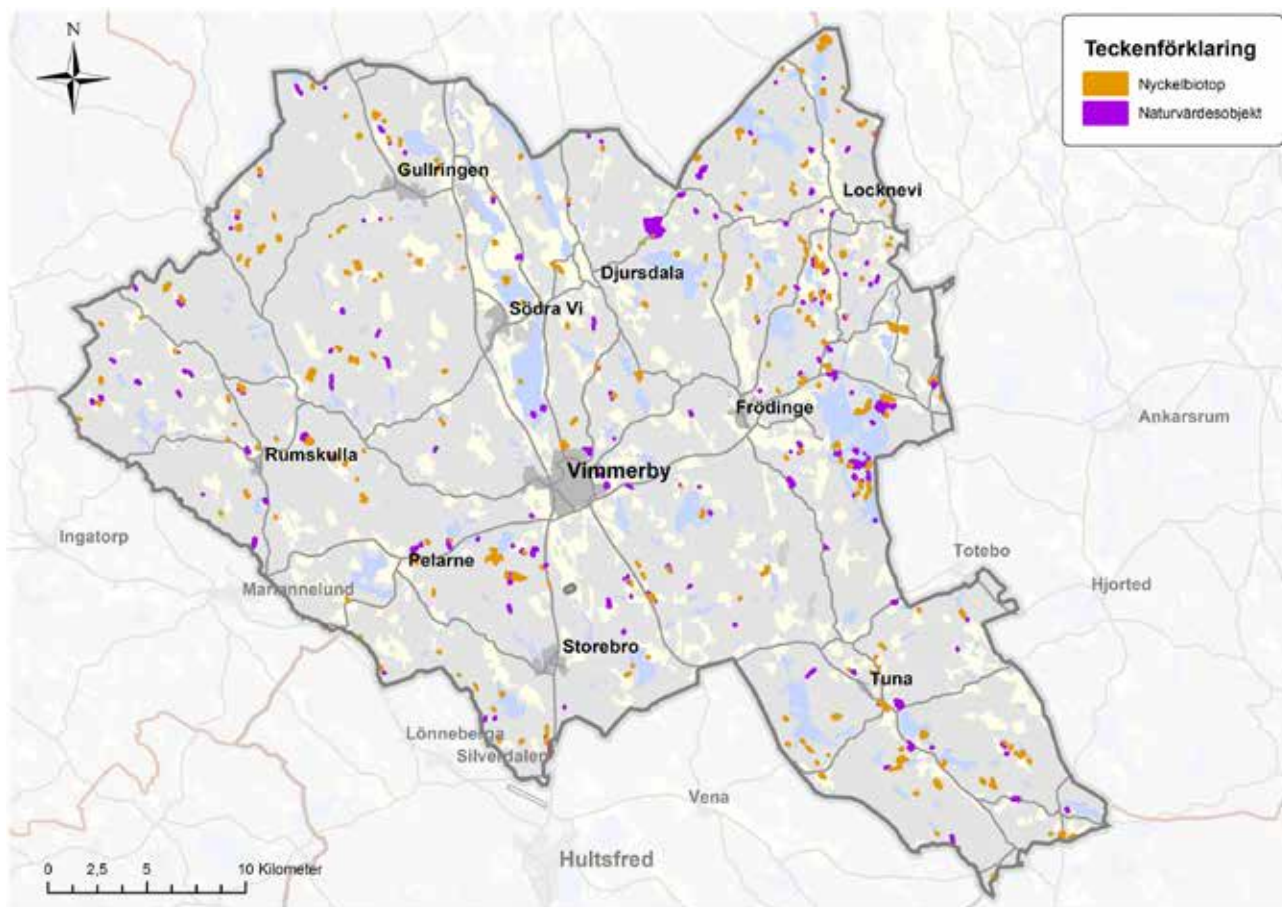 N
Teckenförklaring
Nyckelbiotop
Naturvärdesobjekt
Gullringen
Locknevi
Djursdala
Södra Vi
Frödinge
Ankarsrum
Rumskulla
Vimmerby
Ingatorp
Pelarne
Totebo
Mariannelund
Hjorted
Storebro
Tuna
Lönneberga
Silverdalen
Vena
0 2,5 5 10 Kilometer
Hultsfred